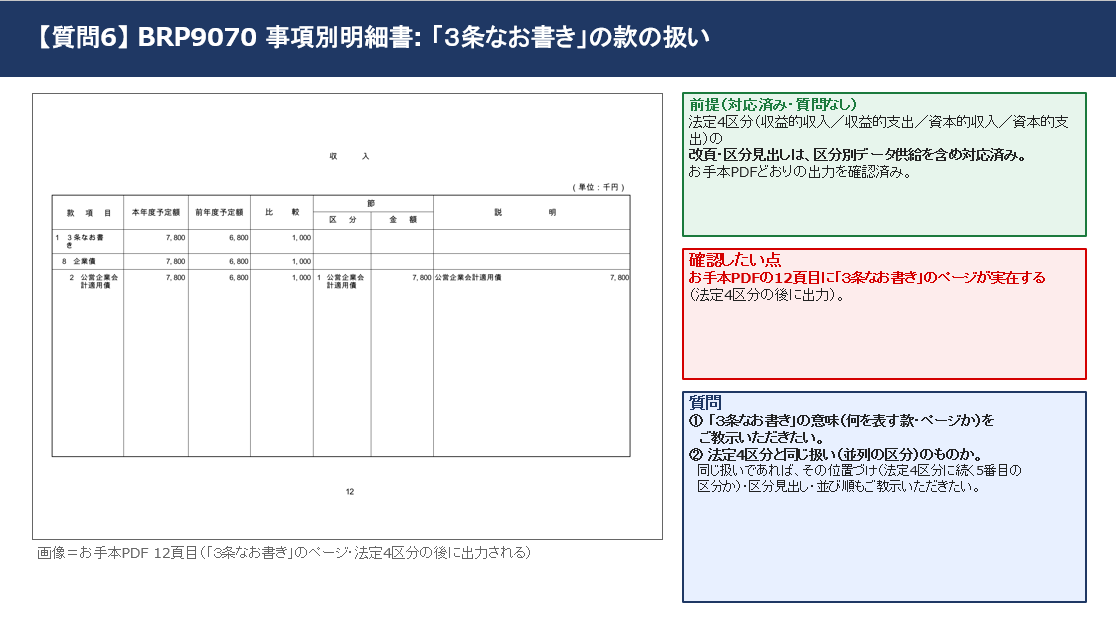 【質問6】 BRP9070 事項別明細書: 「3条なお書き」の款の扱い
収 入
(単位:千円)
款 項 目 本年度予定額 前年度予定額 比 較 節 説 明
区 分 金 額
1 3条なお書 7,800 6,800 1,000
き
8 企業債 7,800 6,800 1,000
2 公営企業会 7,800 6,800 1,000 1 公営企業会 7,800 公営企業会計適用債 7,800
計適用債 計適用債
12
画像=お手本PDF 12頁目(「3条なお書き」のページ・法定4区分の後に出力される)
前提(対応済み・質問なし)
法定4区分(収益的収入/収益的支出/資本的収入/資本的支
出)の
改頁・区分見出しは、区分別データ供給を含め対応済み。
お手本PDFどおりの出力を確認済み。
確認したい点
お手本PDFの12頁目に「3条なお書き」のページが実在する
(法定4区分の後に出力)。
質問
① 「3条なお書き」の意味(何を表す款・ページか)を
ご教示いただきたい。
② 法定4区分と同じ扱い(並列の区分)のものか。
同じ扱いであれば、その位置づけ(法定4区分に続く5番目の
区分か)・区分見出し・並び順もご教示いただきたい。